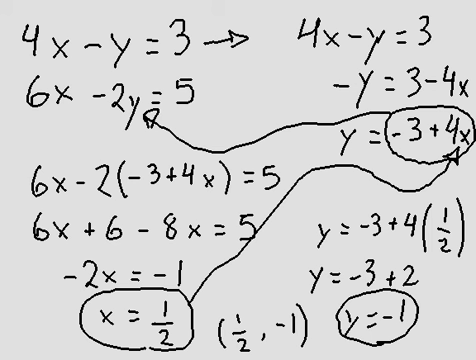 4x - y = 3 → 4x - y = 3
6x - 2y = 5
-y = 3 - 4x
y = -3 + 4x
6x - 2(-3 + 4x) = 5
6x + 6 - 8x = 5
-2x = -1
x = 1/2
y = -3 + 4(1/2)
y = -3 + 2
y = -1
(1/2, -1)